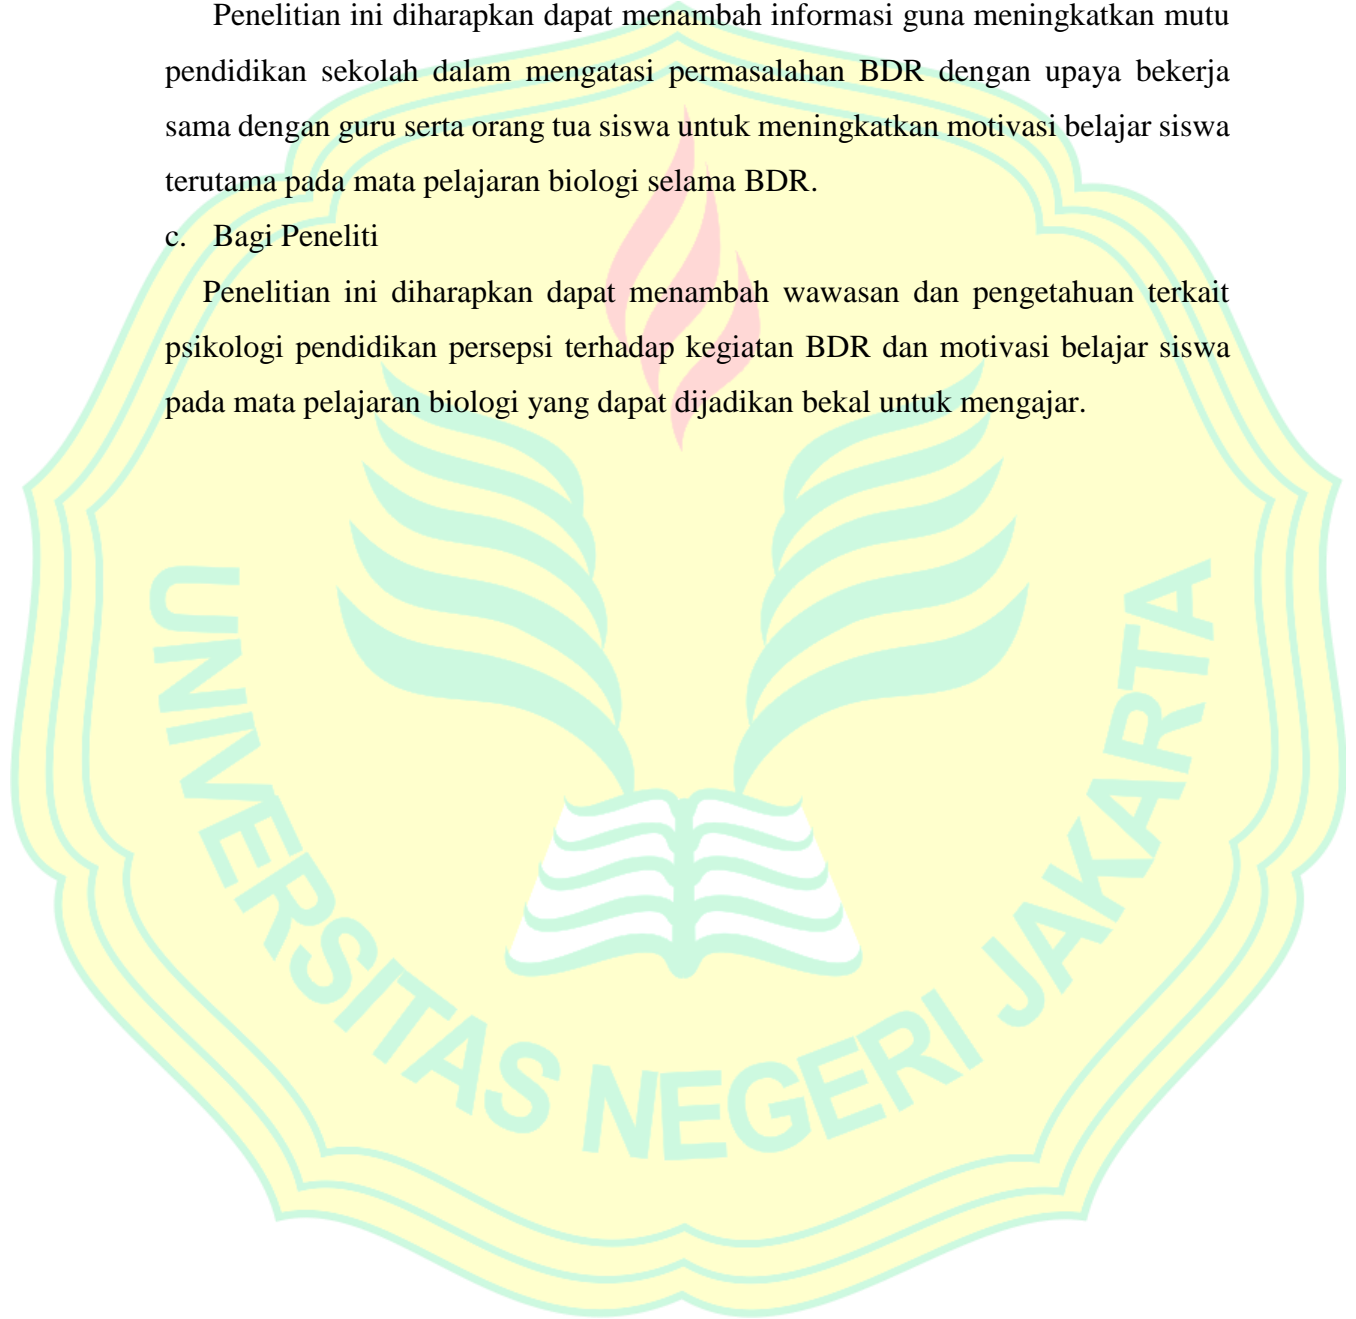 Penelitian ini diharapkan dapat menambah informasi guna meningkatkan mutu
pendidikan sekolah dalam mengatasi permasalahan BDR dengan upaya bekerja
sama dengan guru serta orang tua siswa untuk meningkatkan motivasi belajar siswa
terutama pada mata pelajaran biologi selama BDR.
c. Bagi Peneliti
Penelitian ini diharapkan dapat menambah wawasan dan pengetahuan terkait
psikologi pendidikan persepsi terhadap kegiatan BDR dan motivasi belajar siswa
pada mata pelajaran biologi yang dapat dijadikan bekal untuk mengajar.
UNIVERSITAS NEGERI JAKARTA